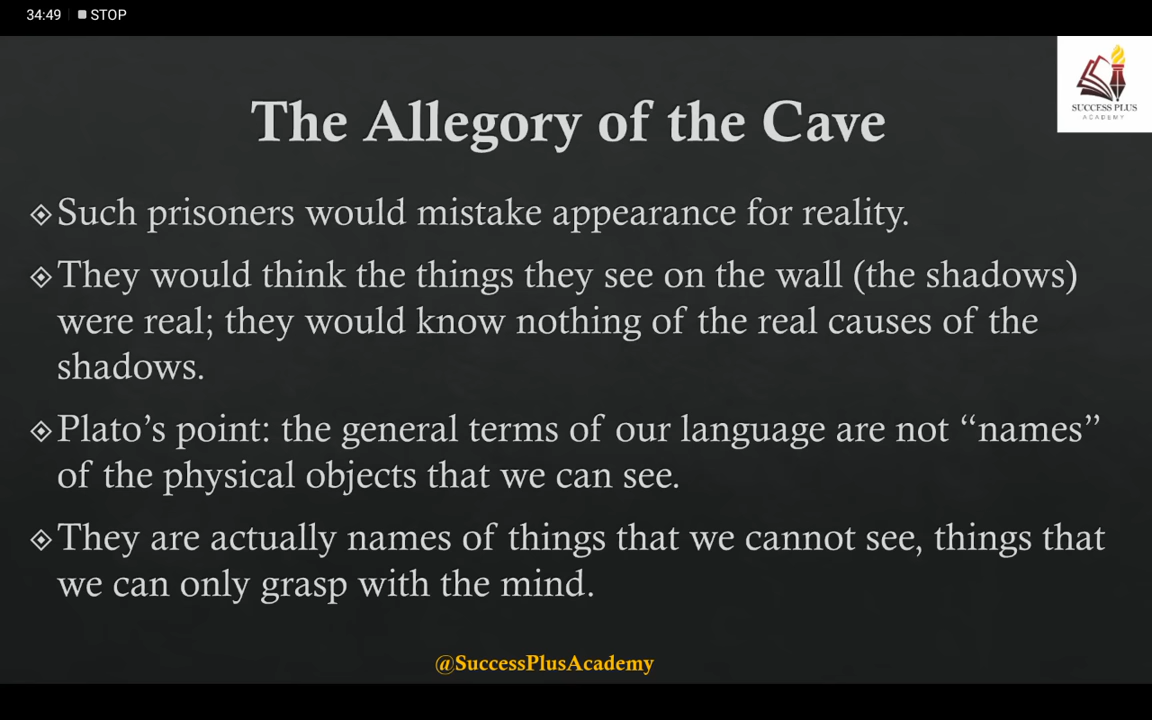 34:49 STOP
SUCCESS PLUS
ACADEMY
The Allegory of the Cave
Such prisoners would mistake appearance for reality.
They would think the things they see on the wall (the shadows)
were real; they would know nothing of the real causes of the
shadows.
Plato’s point: the general terms of our language are not “names”
of the physical objects that we can see.
They are actually names of things that we cannot see, things that
we can only grasp with the mind.
@SuccessPlusAcademy